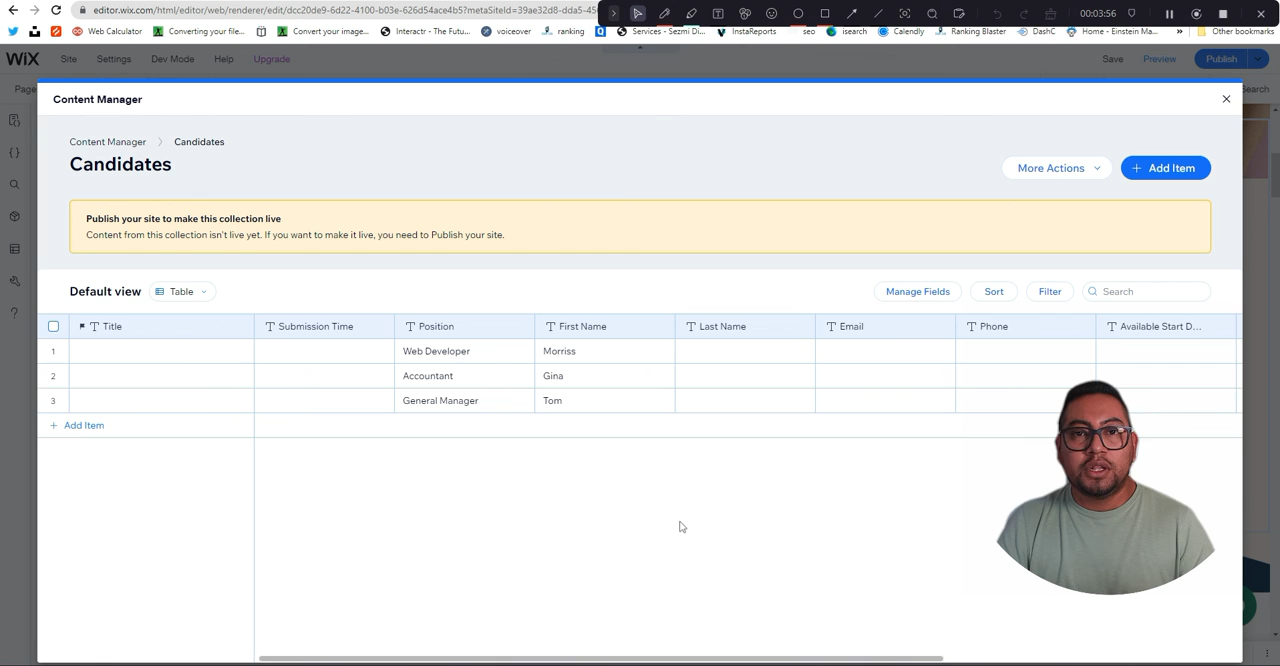 editor.wix.com/html/editor/web/renderer/edit/dcc20de9-6d22-4100-b03e-626d54ace4b5?metaSiteId=39ae32d8-dda5-45
00:03:56
Web Calculator
Converting your file...
Convert your image...
Interactr - The Futu...
voiceover
ranking
Services - Sezmi Di...
InstaReports
seo
isearch
Calendly
Ranking Blaster
DashC
Home - Einstein Ma...
»
Other bookmarks
WiX
Site
Settings
Dev Mode
Help
Upgrade
Save
Preview
Publish
Page
Search
Content Manager
Content Manager
Candidates
Candidates
More Actions
+ Add Item
Publish your site to make this collection live
Content from this collection isn't live yet. If you want to make it live, you need to Publish your site.
Default view
Table
Manage Fields
Sort
Filter
Search
Title
Submission Time
Position
First Name
Last Name
Email
Phone
Available Start D...
1
Web Developer
Morriss
2
Accountant
Gina
3
General Manager
Tom
+ Add Item